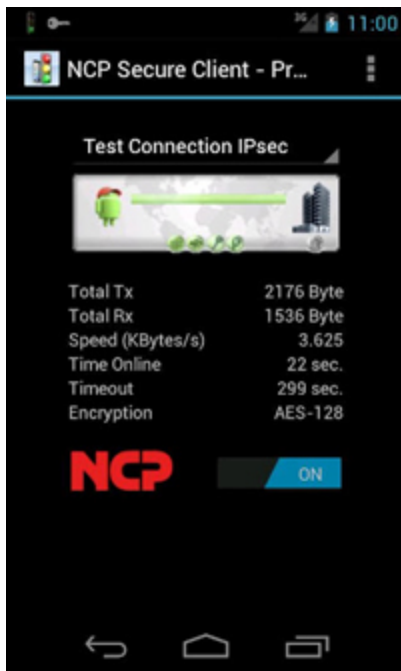 3G 11:00
NCP Secure Client - Pr...
Test Connection IPsec
Total Tx 2176 Byte
Total Rx 1536 Byte
Speed (KBytes/s) 3.625
Time Online 22 sec.
Timeout 299 sec.
Encryption AES-128
NCP ON